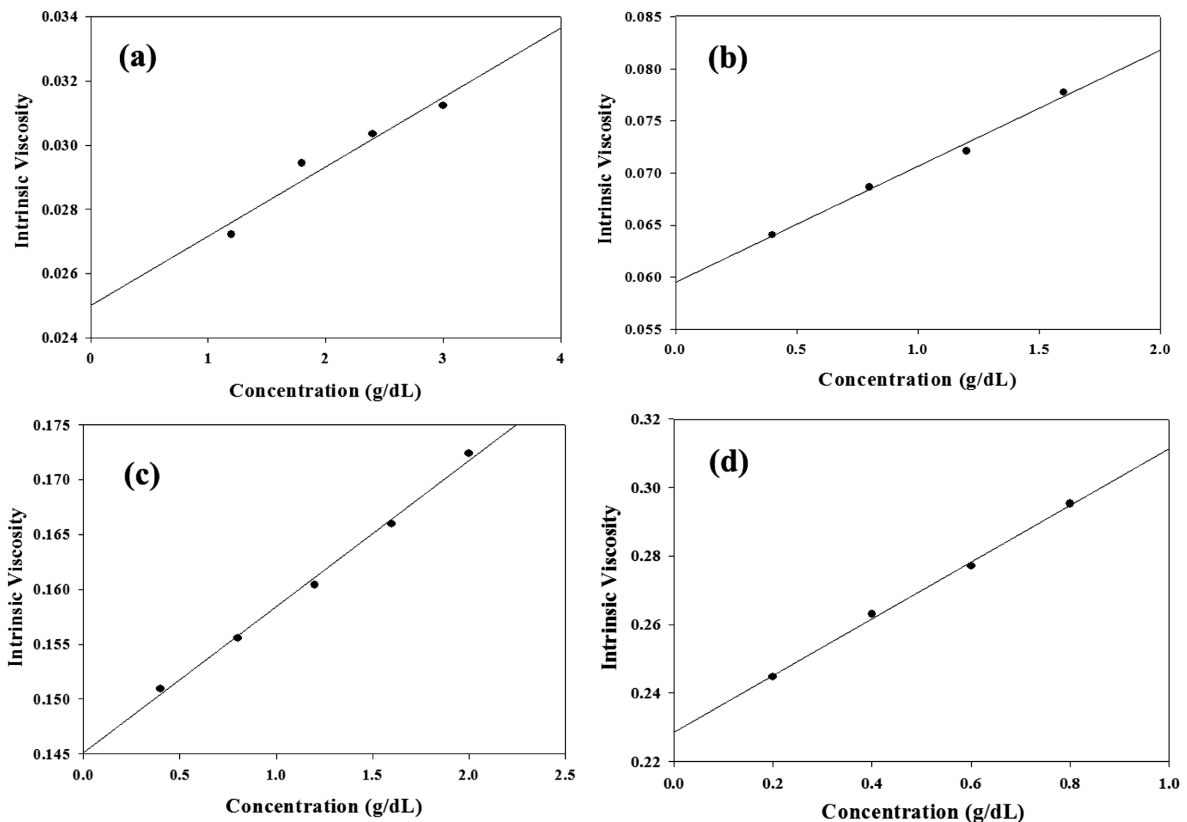 (a)
Intrinsic Viscosity
0.034
0.032
0.030
0.028
0.026
0.024
0 1 2 3 4
Concentration (g/dL)
(b)
Intrinsic Viscosity
0.085
0.080
0.075
0.070
0.065
0.060
0.055
0.0 0.5 1.0 1.5 2.0
Concentration (g/dL)
(c)
Intrinsic Viscosity
0.175
0.170
0.165
0.160
0.155
0.150
0.145
0.0 0.5 1.0 1.5 2.0 2.5
Concentration (g/dL)
(d)
Intrinsic Viscosity
0.32
0.30
0.28
0.26
0.24
0.22
0.0 0.2 0.4 0.6 0.8 1.0
Concentration (g/dL)